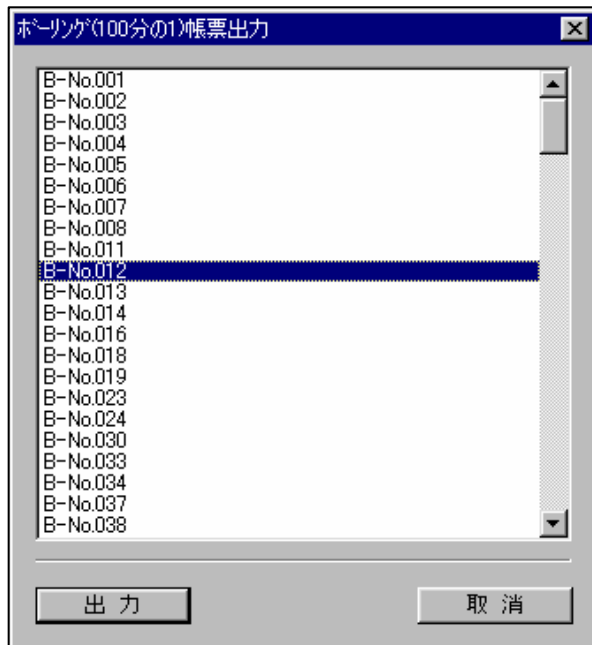 ﾎﾞｰﾘﾝｸﾞ(100分の1)帳票出力
B-No.001
B-No.002
B-No.003
B-No.004
B-No.005
B-No.006
B-No.007
B-No.008
B-No.011
B-No.012
B-No.013
B-No.014
B-No.016
B-No.018
B-No.019
B-No.023
B-No.024
B-No.030
B-No.033
B-No.034
B-No.037
B-No.038
出 力
取 消